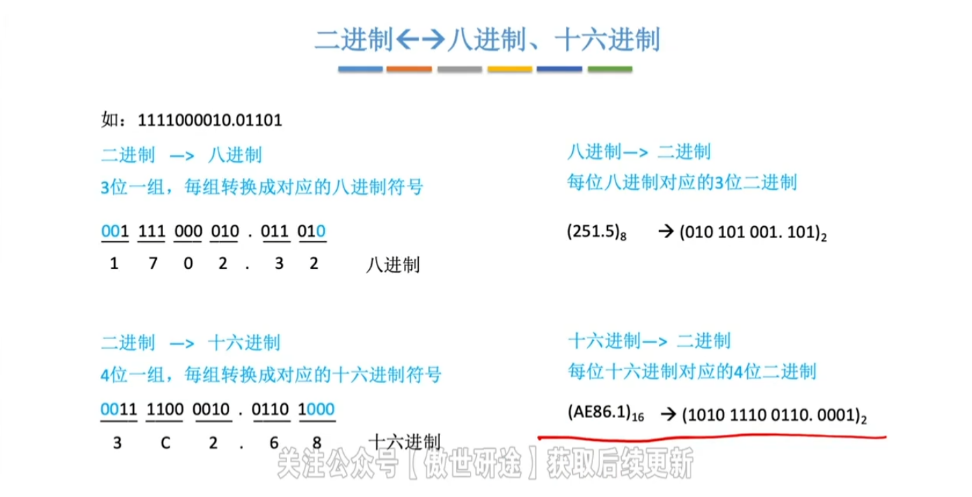 二进制←→八进制、十六进制
如：1111000010.01101
二进制 —> 八进制
3位一组，每组转换成对应的八进制符号
001 111 000 010 . 011 010
1 7 0 2 . 3 2 八进制
八进制—> 二进制
每位八进制对应的3位二进制
(251.5)8 → (010 101 001. 101)2
二进制 —> 十六进制
4位一组，每组转换成对应的十六进制符号
0011 1100 0010 . 0110 1000
3 C 2 . 6 8 十六进制
十六进制—> 二进制
每位十六进制对应的4位二进制
(AE86.1)16 → (1010 1110 0110. 0001)2
关注公众号【傲世研途】获取后续更新